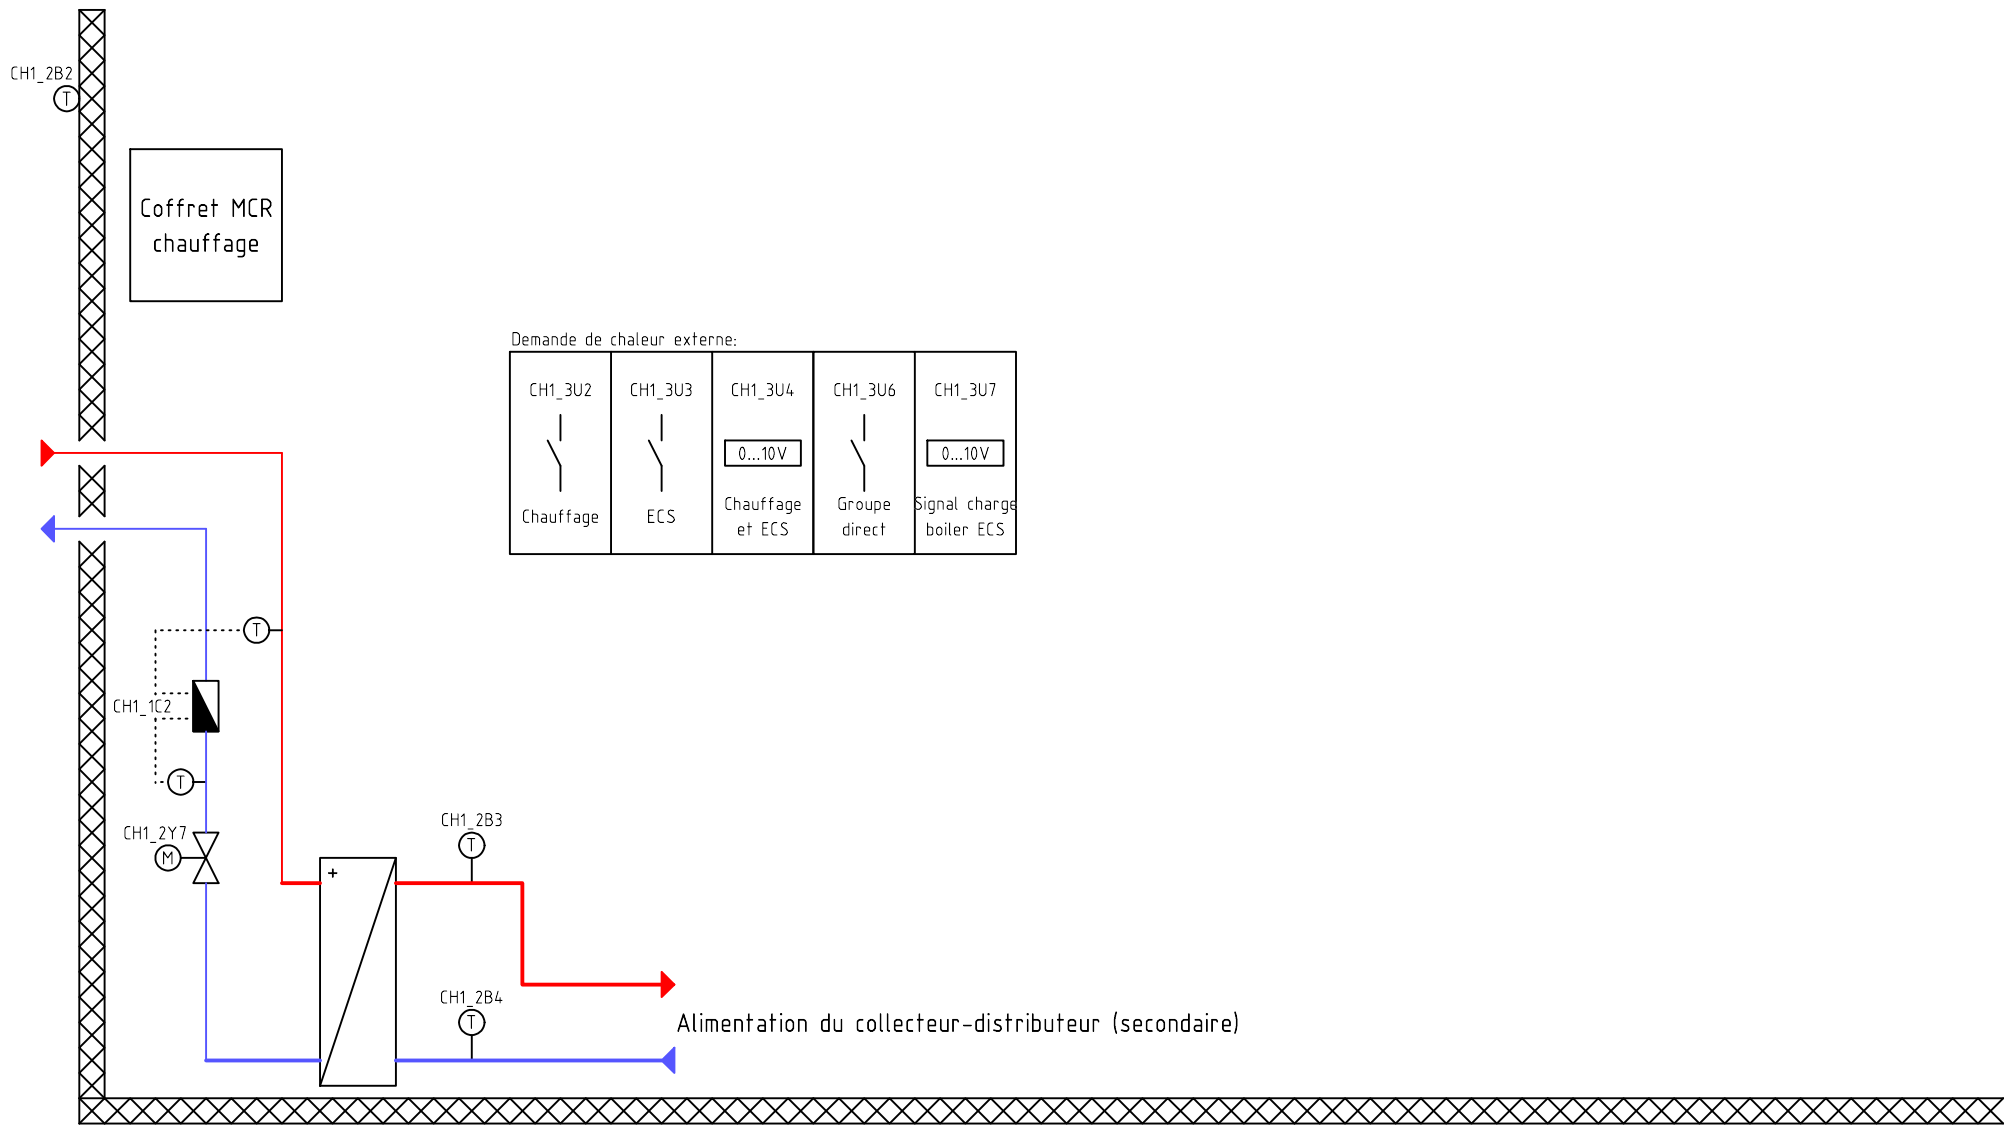 CH1_2B2
T
Coffret MCR
chauffage
Demande de chaleur externe:
CH1_3U2
CH1_3U3
CH1_3U4
CH1_3U6
CH1_3U7
0...10V
0...10V
Chauffage
ECS
Chauffage
et ECS
Groupe
direct
Signal charge
boiler ECS
T
CH1_1C2
T
CH1_2Y7
M
CH1_2B3
T
+
CH1_2B4
T
Alimentation du collecteur-distributeur (secondaire)